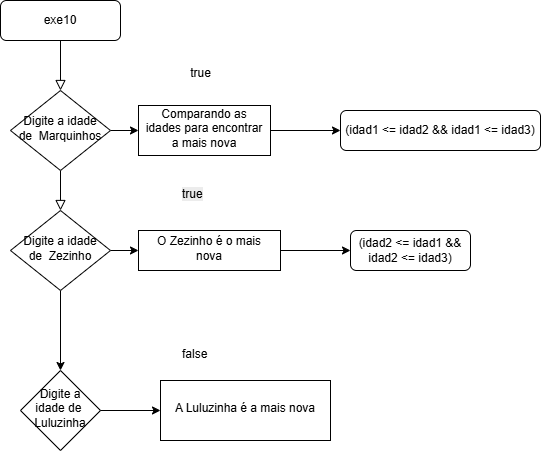 exe10
true
Digite a idade
de  Marquinhos
Comparando as
idades para encontrar
a mais nova
(idad1 <= idad2 && idad1 <= idad3)
true
Digite a idade
de  Zezinho
O Zezinho é o mais
nova
(idad2 <= idad1 &&
idad2 <= idad3)
false
Digite a
idade de
Luluzinha
A Luluzinha é a mais nova